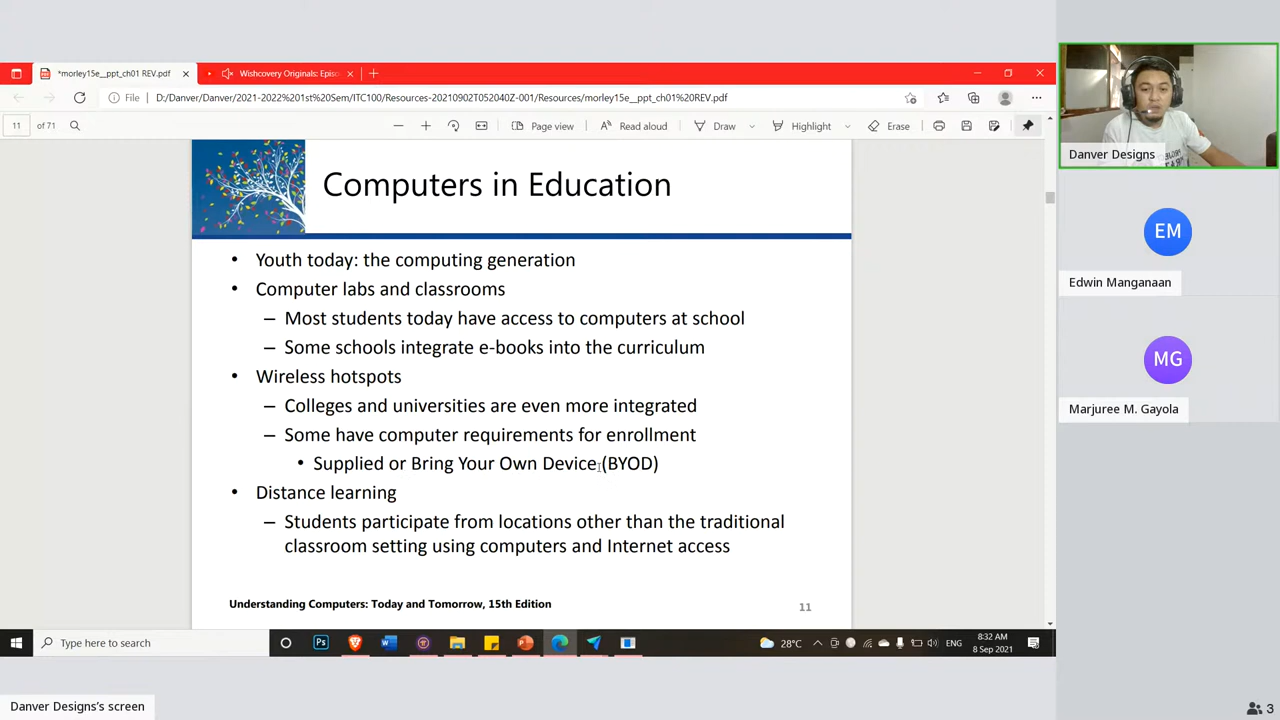 *morley15e__ppt_ch01 REV.pdf
Wishcovery Originals: Epis
File
D:/Danver/Danver/2021-2022%201st%20Sem/ITC100/Resources-20210902T052040Z-001/Resources/morley15e__ppt_ch01%20REV.pdf
11 of 71
Page view
Read aloud
Draw
Highlight
Erase
Computers in Education
• Youth today: the computing generation
• Computer labs and classrooms
– Most students today have access to computers at school
– Some schools integrate e-books into the curriculum
• Wireless hotspots
– Colleges and universities are even more integrated
– Some have computer requirements for enrollment
• Supplied or Bring Your Own Device (BYOD)
• Distance learning
– Students participate from locations other than the traditional
classroom setting using computers and Internet access
Understanding Computers: Today and Tomorrow, 15th Edition
11
Danver Designs
EM
Edwin Manganaan
MG
Marjuree M. Gayola
Type here to search
Ps
28°C
ENG
8:32 AM
8 Sep 2021
Danver Designs's screen
3